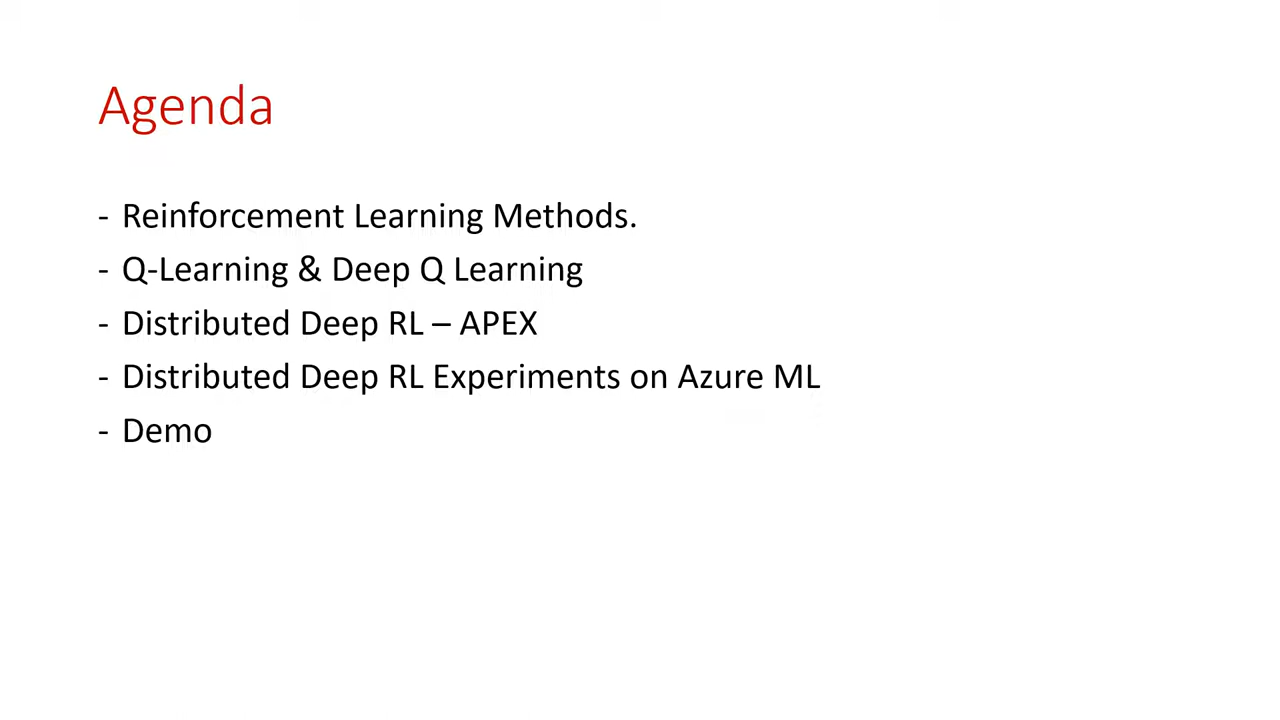 Agenda
- Reinforcement Learning Methods.
- Q-Learning & Deep Q Learning
- Distributed Deep RL – APEX
- Distributed Deep RL Experiments on Azure ML
- Demo